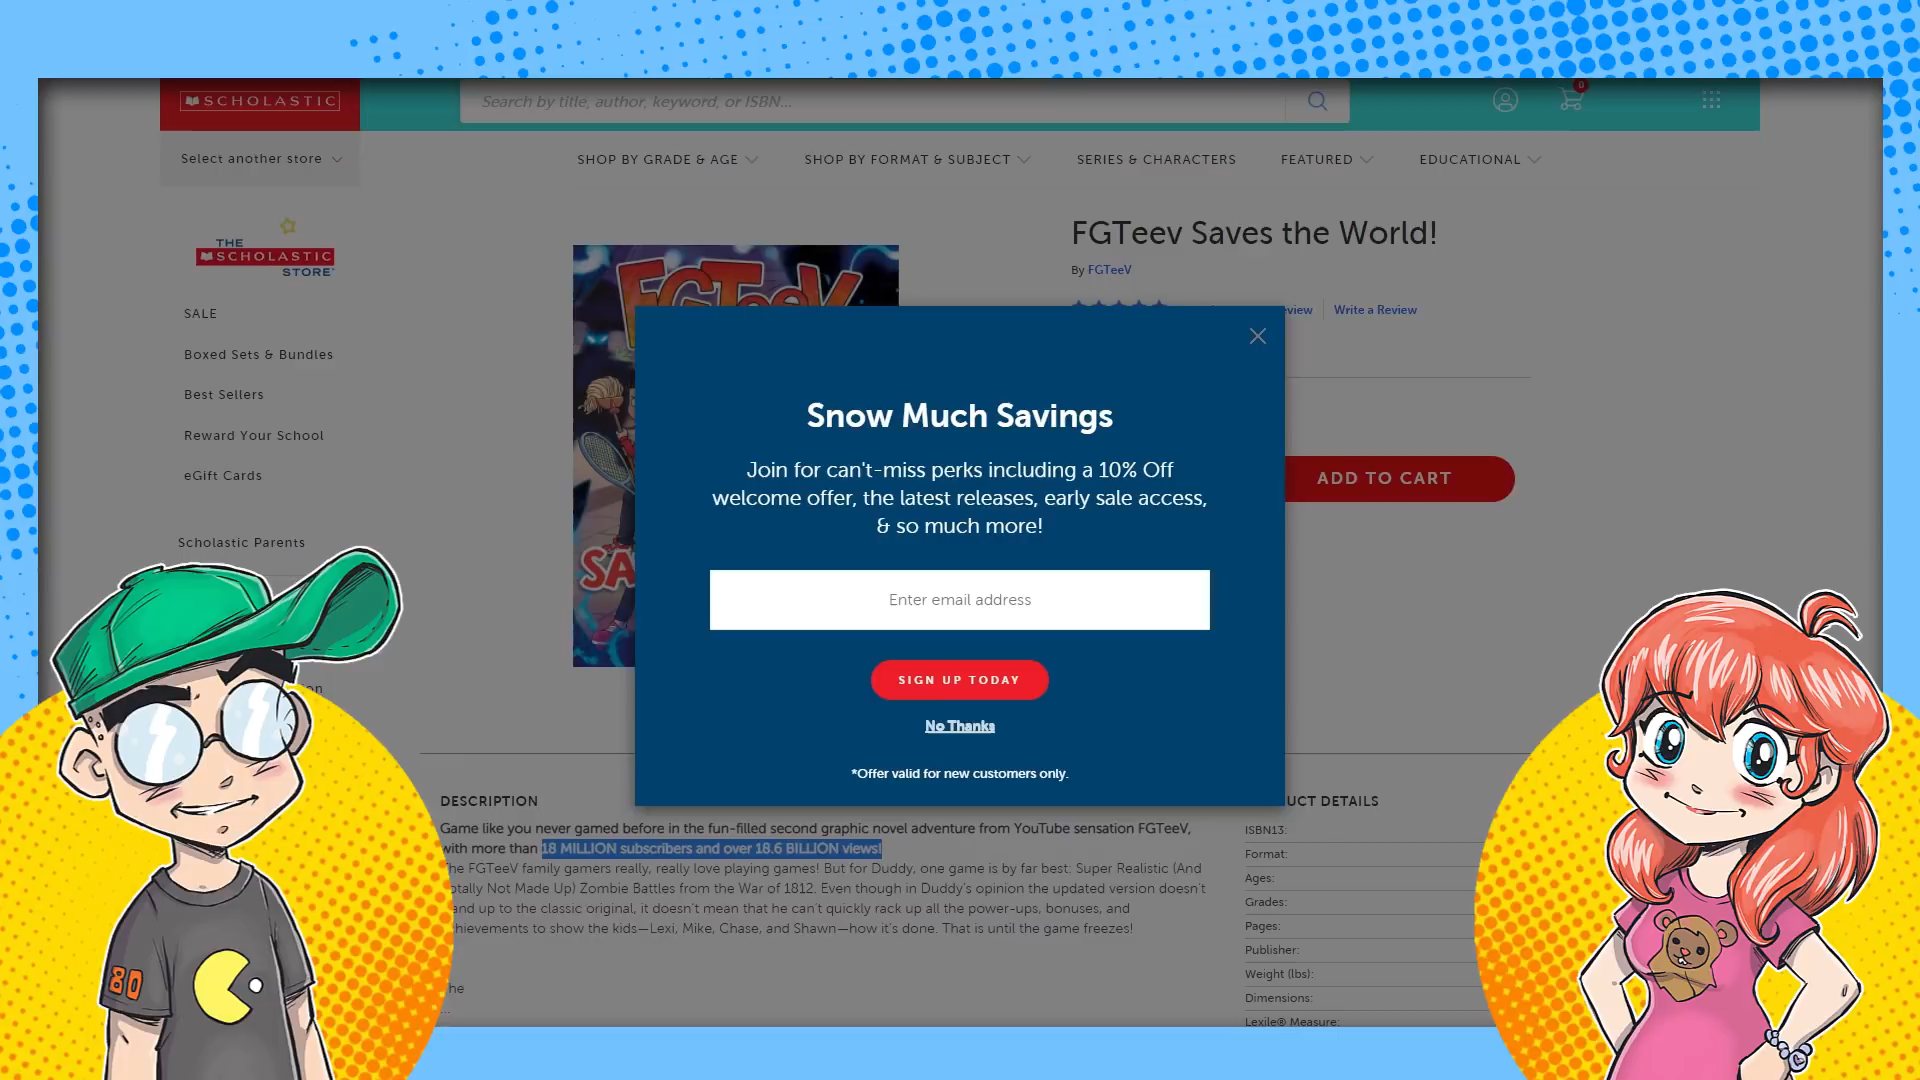 SCHOLASTIC
Search by title, author, keyword, or ISBN...
0
Select another store
SHOP BY GRADE & AGE
SHOP BY FORMAT & SUBJECT
SERIES & CHARACTERS
FEATURED
EDUCATIONAL
THE
SCHOLASTIC
STORE
SALE
Boxed Sets & Bundles
Best Sellers
Reward Your School
eGift Cards
Scholastic Parents
FGTEEV
SA
FGTeev Saves the World!
By FGTeeV
Write a Review
ADD TO CART
Snow Much Savings
Join for can't-miss perks including a 10% Off
welcome offer, the latest releases, early sale access,
& so much more!
Enter email address
SIGN UP TODAY
No Thanks
*Offer valid for new customers only.
DESCRIPTION
Game like you never gamed before in the fun-filled second graphic novel adventure from YouTube sensation FGTeeV,
with more than 18 MILLION subscribers and over 18.6 BILLION views!
The FGTeeV family gamers really, really love playing games! But for Duddy, one game is by far best: Super Realistic (And
Totally Not Made Up) Zombie Battles from the War of 1812. Even though in Duddy's opinion the updated version doesn't
and up to the classic original, it doesn't mean that he can't quickly rack up all the power-ups, bonuses, and
hievements to show the kids—Lexi, Mike, Chase, and Shawn—how it's done. That is until the game freezes!
he
...
UCT DETAILS
ISBN13:
Format:
Ages:
Grades:
Pages:
Publisher:
Weight (lbs):
Dimensions:
Lexile® Measure:
80